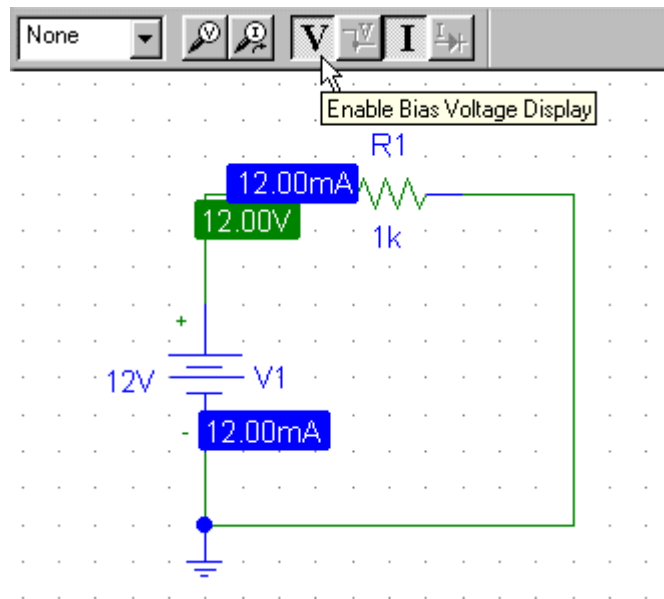 None
V
I
V
V
I
I
Enable Bias Voltage Display
R1
12.00mA
12.00V
1k
+
12V
V1
-
12.00mA